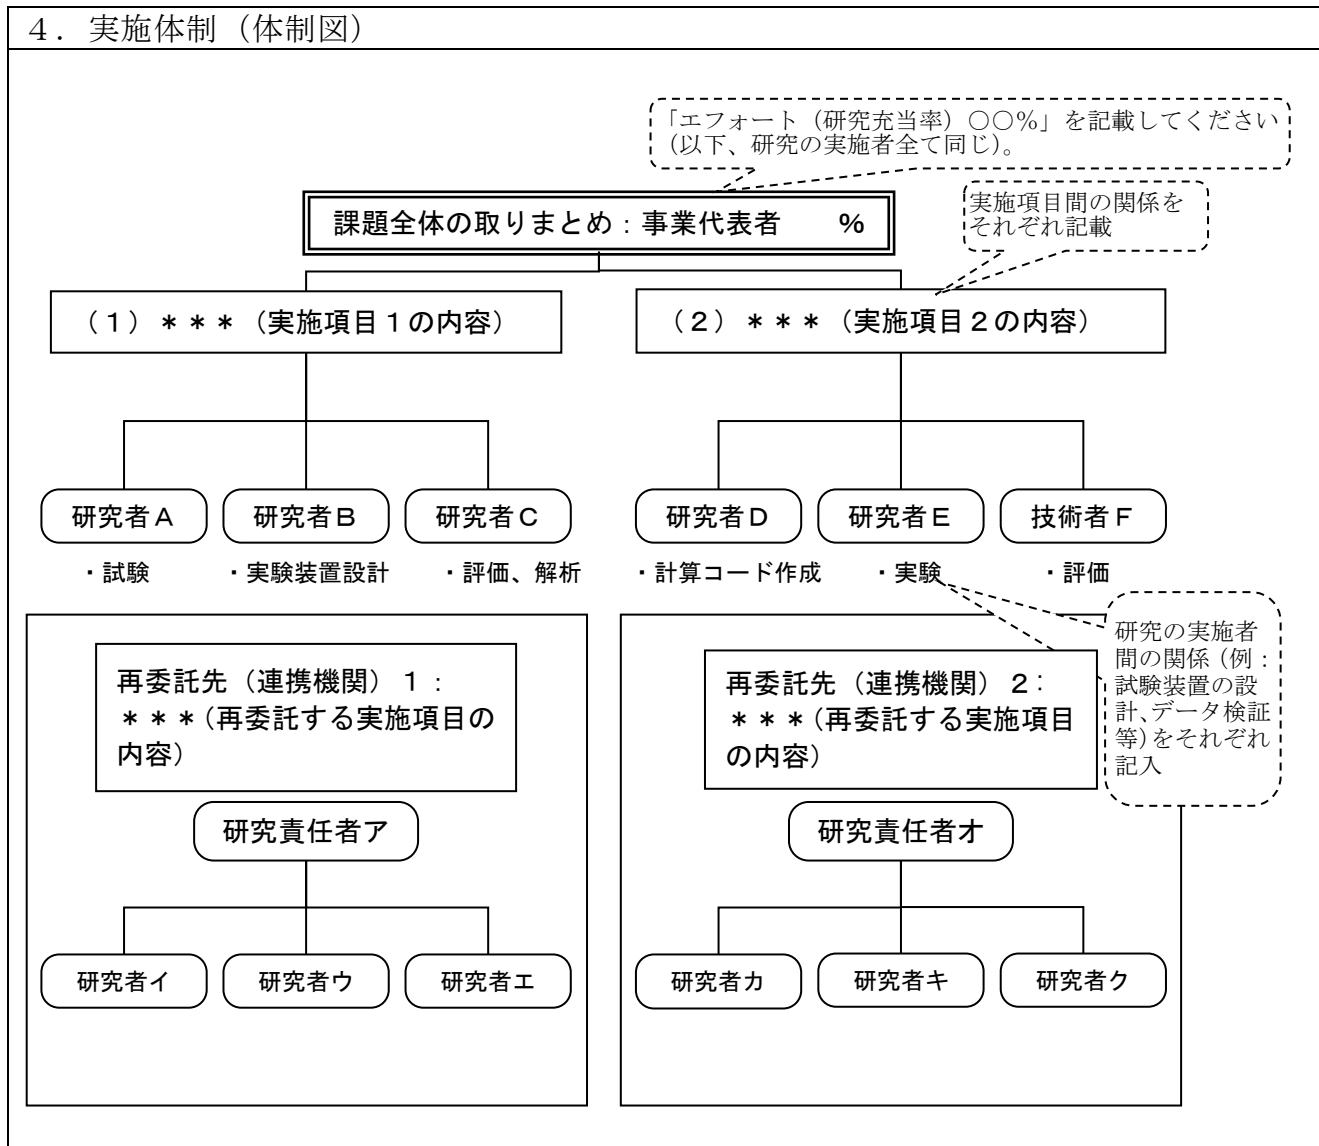 ４．実施体制（体制図）
「エフォート（研究充当率）○○％」を記載してください
（以下、研究の実施者全て同じ）。
課題全体の取りまとめ：事業代表者　　％
実施項目間の関係を
それぞれ記載
（１）＊＊＊（実施項目１の内容）
（２）＊＊＊（実施項目２の内容）
研究者Ａ
研究者Ｂ
研究者Ｃ
研究者Ｄ
研究者Ｅ
技術者Ｆ
・試験
・実験装置設計
・評価、解析
・計算コード作成
・実験
・評価
再委託先（連携機関）１：
＊＊＊（再委託する実施項目の
内容）
再委託先（連携機関）２：
＊＊＊（再委託する実施項目
の内容）
研究の実施者
間の関係（例：
試験装置の設
計、データ検証
等）をそれぞれ
記入
研究責任者ア
研究責任者オ
研究者イ
研究者ウ
研究者エ
研究者カ
研究者キ
研究者ク